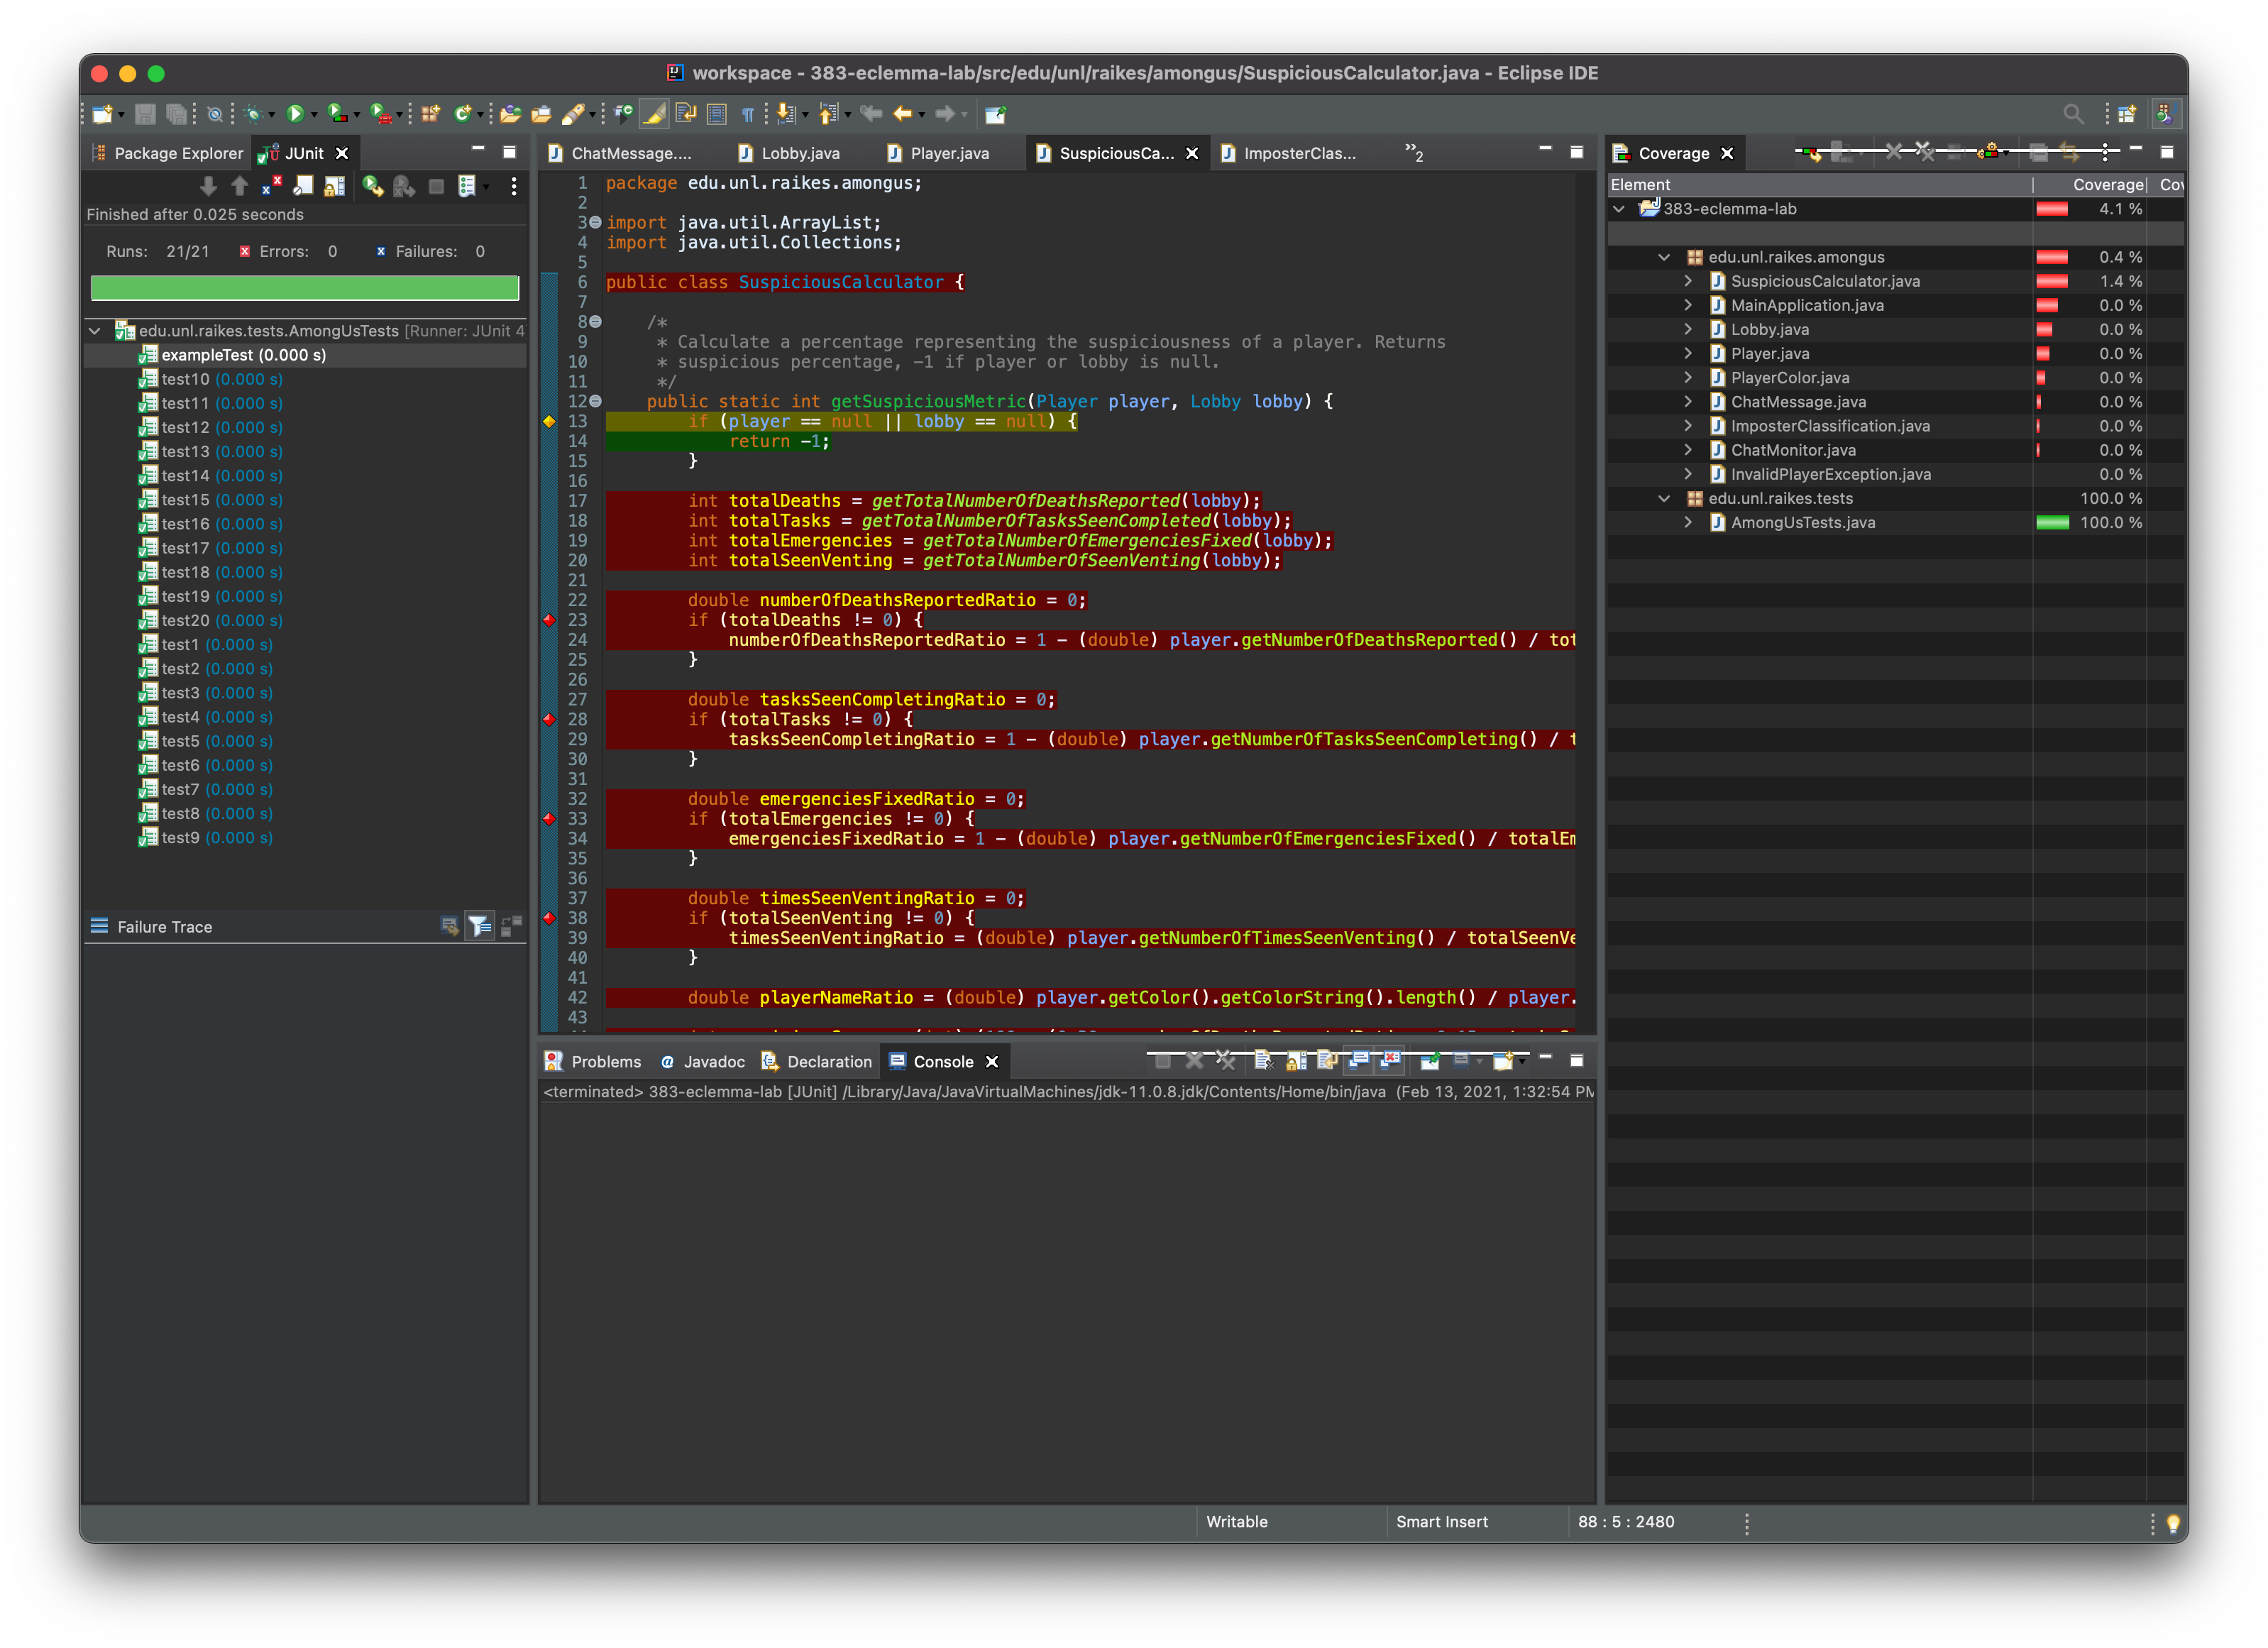 workspace - 383-eclemma-lab/src/edu/unl/raikes/amongus/SuspiciousCalculator.java - Eclipse IDE
Package Explorer
JUnit
Finished after 0.025 seconds
Runs: 21/21 Errors: 0 Failures: 0
edu.unl.raikes.tests.AmongUsTests [Runner: JUnit 4
exampleTest (0.000 s)
test10 (0.000 s)
test11 (0.000 s)
test12 (0.000 s)
test13 (0.000 s)
test14 (0.000 s)
test15 (0.000 s)
test16 (0.000 s)
test17 (0.000 s)
test18 (0.000 s)
test19 (0.000 s)
test20 (0.000 s)
test1 (0.000 s)
test2 (0.000 s)
test3 (0.000 s)
test4 (0.000 s)
test5 (0.000 s)
test6 (0.000 s)
test7 (0.000 s)
test8 (0.000 s)
test9 (0.000 s)
Failure Trace
ChatMessage.... Lobby.java Player.java SuspiciousCa... ImposterClas... »2
1 package edu.unl.raikes.amongus;
2
3 import java.util.ArrayList;
4 import java.util.Collections;
5
6 public class SuspiciousCalculator {
7
8 /*
9 * Calculate a percentage representing the suspiciousness of a player. Returns
10 * suspicious percentage, -1 if player or lobby is null.
11 */
12 public static int getSuspiciousMetric(Player player, Lobby lobby) {
13 if (player == null || lobby == null) {
14 return -1;
15 }
16
17 int totalDeaths = getTotalNumberOfDeathsReported(lobby);
18 int totalTasks = getTotalNumberOfTasksSeenCompleted(lobby);
19 int totalEmergencies = getTotalNumberOfEmergenciesFixed(lobby);
20 int totalSeenVenting = getTotalNumberOfSeenVenting(lobby);
21
22 double numberOfDeathsReportedRatio = 0;
23 if (totalDeaths != 0) {
24 numberOfDeathsReportedRatio = 1 - (double) player.getNumberOfDeathsReported() / tot
25 }
26
27 double tasksSeenCompletingRatio = 0;
28 if (totalTasks != 0) {
29 tasksSeenCompletingRatio = 1 - (double) player.getNumberOfTasksSeenCompleting() / t
30 }
31
32 double emergenciesFixedRatio = 0;
33 if (totalEmergencies != 0) {
34 emergenciesFixedRatio = 1 - (double) player.getNumberOfEmergenciesFixed() / totalEm
35 }
36
37 double timesSeenVentingRatio = 0;
38 if (totalSeenVenting != 0) {
39 timesSeenVentingRatio = (double) player.getNumberOfTimesSeenVenting() / totalSeenVe
40 }
41
42 double playerNameRatio = (double) player.getColor().getColorString().length() / player.
43
Problems Javadoc Declaration Console
<terminated> 383-eclemma-lab [JUnit] /Library/Java/JavaVirtualMachines/jdk-11.0.8.jdk/Contents/Home/bin/java (Feb 13, 2021, 1:32:54 PM
Coverage
Element Coverage Cov
383-eclemma-lab 4.1 %
edu.unl.raikes.amongus 0.4 %
SuspiciousCalculator.java 1.4 %
MainApplication.java 0.0 %
Lobby.java 0.0 %
Player.java 0.0 %
PlayerColor.java 0.0 %
ChatMessage.java 0.0 %
ImposterClassification.java 0.0 %
ChatMonitor.java 0.0 %
InvalidPlayerException.java 0.0 %
edu.unl.raikes.tests 100.0 %
AmongUsTests.java 100.0 %
Writable Smart Insert 88 : 5 : 2480